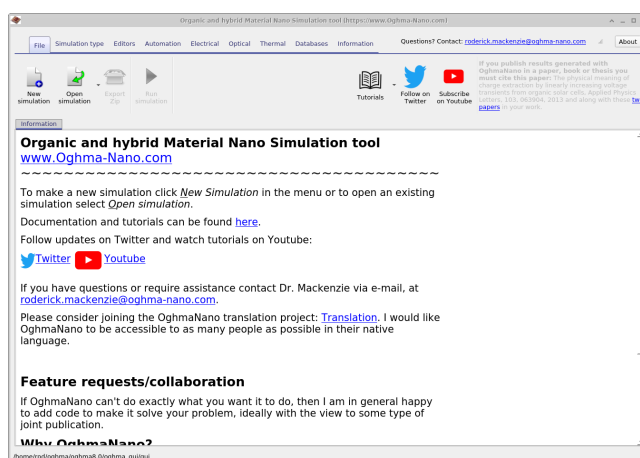 Organic and hybrid Material Nano Simulation tool (https://www.Oghma-Nano.com)
File Simulation type Editors Automation Electrical Optical Thermal Databases Information Questions? Contact: roderick.mackenzie@oghma-nano.com About
New simulation
Open simulation
Export Zip
Run simulation
Tutorials
Follow on Twitter
Subscribe on Youtube
If you publish results generated with
OghmaNano in a paper, book or thesis you
must cite this paper: The physical meaning of
charge extraction by linearly increasing voltage
transients from organic solar cells, Applied Physics
Letters, 103, 063904, 2013 and along with these tw
papers in your work.
Information
Organic and hybrid Material Nano Simulation tool
www.Oghma-Nano.com
~~~~~~~~~~~~~~~~~~~~~~~~~~~~~~~~~~~~~~~
To make a new simulation click New Simulation in the menu or to open an existing
simulation select Open simulation.
Documentation and tutorials can be found here.
Follow updates on Twitter and watch tutorials on Youtube:
Twitter Youtube
If you have questions or require assistance contact Dr. Mackenzie via e-mail, at
roderick.mackenzie@oghma-nano.com.
Please consider joining the OghmaNano translation project: Translation. I would like
OghmaNano to be accessible to as many people as possible in their native
language.
Feature requests/collaboration
If OghmaNano can't do exactly what you want it to do, then I am in general happy
to add code to make it solve your problem, ideally with the view to some type of
joint publication.
Why OghmaNano?
/home/rod/oghma/oghma8.0/oghma_gui/gui